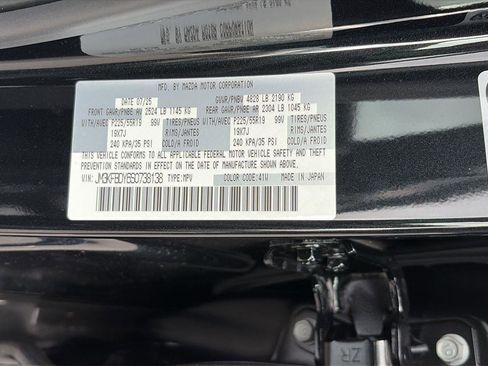 MFD. BY MAZDA MOTOR CORPORATION
DATE 07/25 GVWR/PNBV 4828 LB 2190 KG
FRONT GAWR/PNBE AV 2524 LB 1145 KG REAR GAWR/PNBE AR 2304 LB 1045 KG
WITH/AVEC P225/55R19 99V TIRES/PNEUS WITH/AVEC P225/55R19 99V TIRES/PNEUS
19X7J RIMS/JANTES 19X7J RIMS/JANTES
240 KPA/35 PSI COLD/A FROID 240 KPA/35 PSI COLD/A FROID
THIS VEHICLE CONFORMS TO ALL APPLICABLE FEDERAL MOTOR VEHICLE SAFETY AND
THEFT PREVENTION STANDARDS IN EFFECT ON THE DATE OF MANUFACTURE
SHOWN ABOVE.
VIN: JM3KFBDY6S0738138 TYPE:MPV COLOR CODE:41W MADE IN JAPAN
ZR